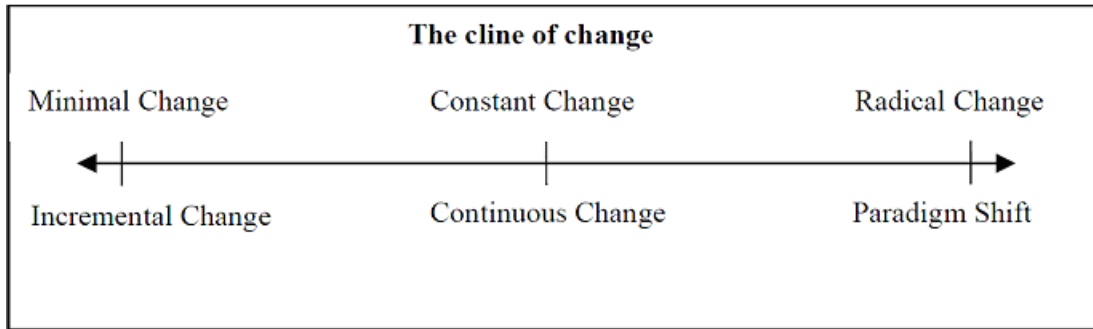 The cline of change
Minimal Change Constant Change Radical Change
Incremental Change Continuous Change Paradigm Shift